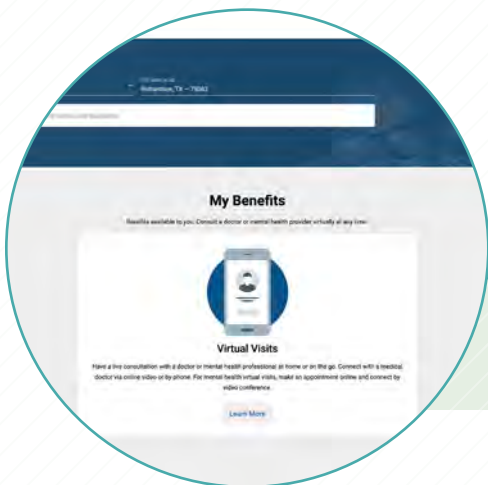 Richardson, TX – 75082
My Benefits
Benefits available to you. Consult a doctor or mental health provider virtually at any time.
Virtual Visits
Have a live consultation with a doctor or mental health professional at home or on the go. Connect with a medical
doctor via online video or by phone. For mental health virtual visits, make an appointment online and connect by
video conference.
Learn More